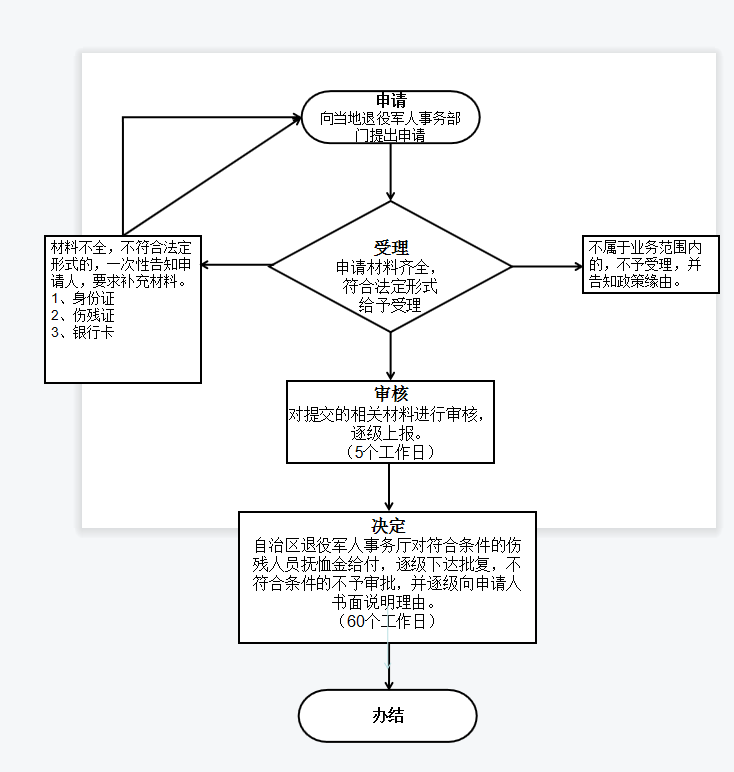 申请
向当地退役军人事务部
门提出申请
受理
申请材料齐全，
符合法定形式
给予受理
材料不全，不符合法定
形式的，一次性告知申
请人，要求补充材料。
1、身份证
2、伤残证
3、银行卡
不属于业务范围内
的，不予受理，并
告知政策缘由。
审核
对提交的相关材料进行审核，
逐级上报。
（5个工作日）
决定
自治区退役军人事务厅对符合条件的伤
残人员抚恤金给付，逐级下达批复，不
符合条件的不予审批，并逐级向申请人
书面说明理由。
（60个工作日）
办结